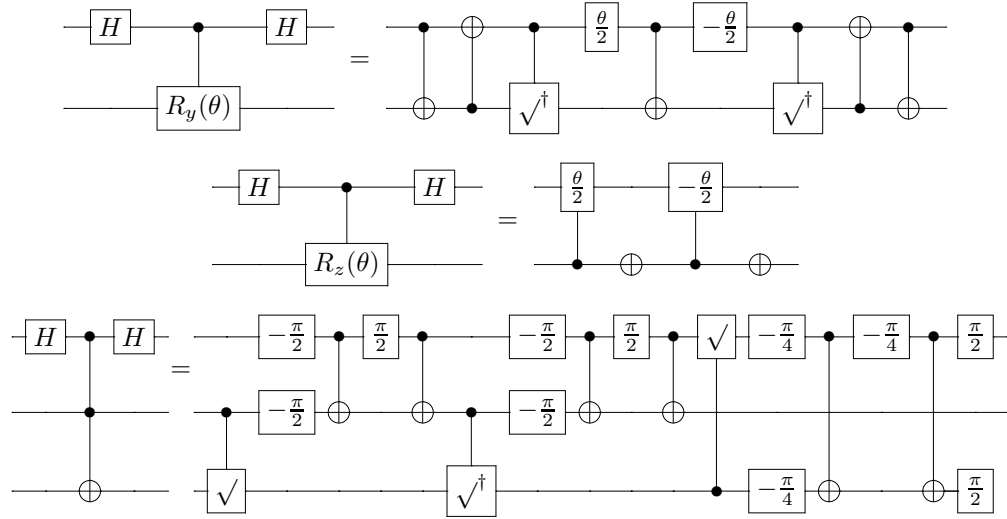 H H = θ/2 -θ/2
R_y(θ) √† √†
H H = θ/2 -θ/2
R_z(θ)
H H = -π/2 π/2 -π/2 π/2 √ -π/4 -π/4 π/2
-π/2 -π/2
√ √† -π/4 π/2